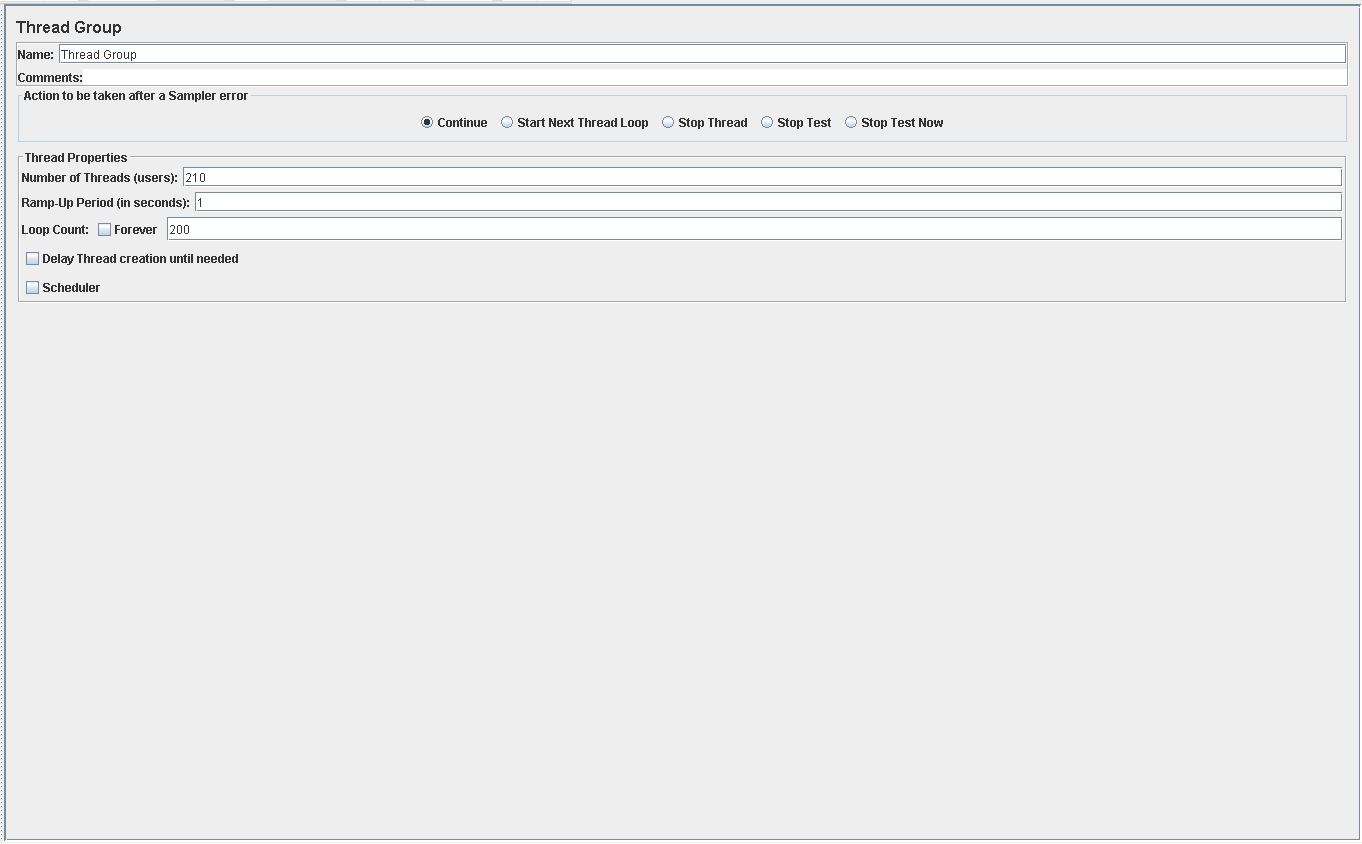 Thread Group
Name: Thread Group
Comments:
Action to be taken after a Sampler error
Continue Start Next Thread Loop Stop Thread Stop Test Stop Test Now
Thread Properties
Number of Threads (users): 210
Ramp-Up Period (in seconds): 1
Loop Count: Forever 200
Delay Thread creation until needed
Scheduler